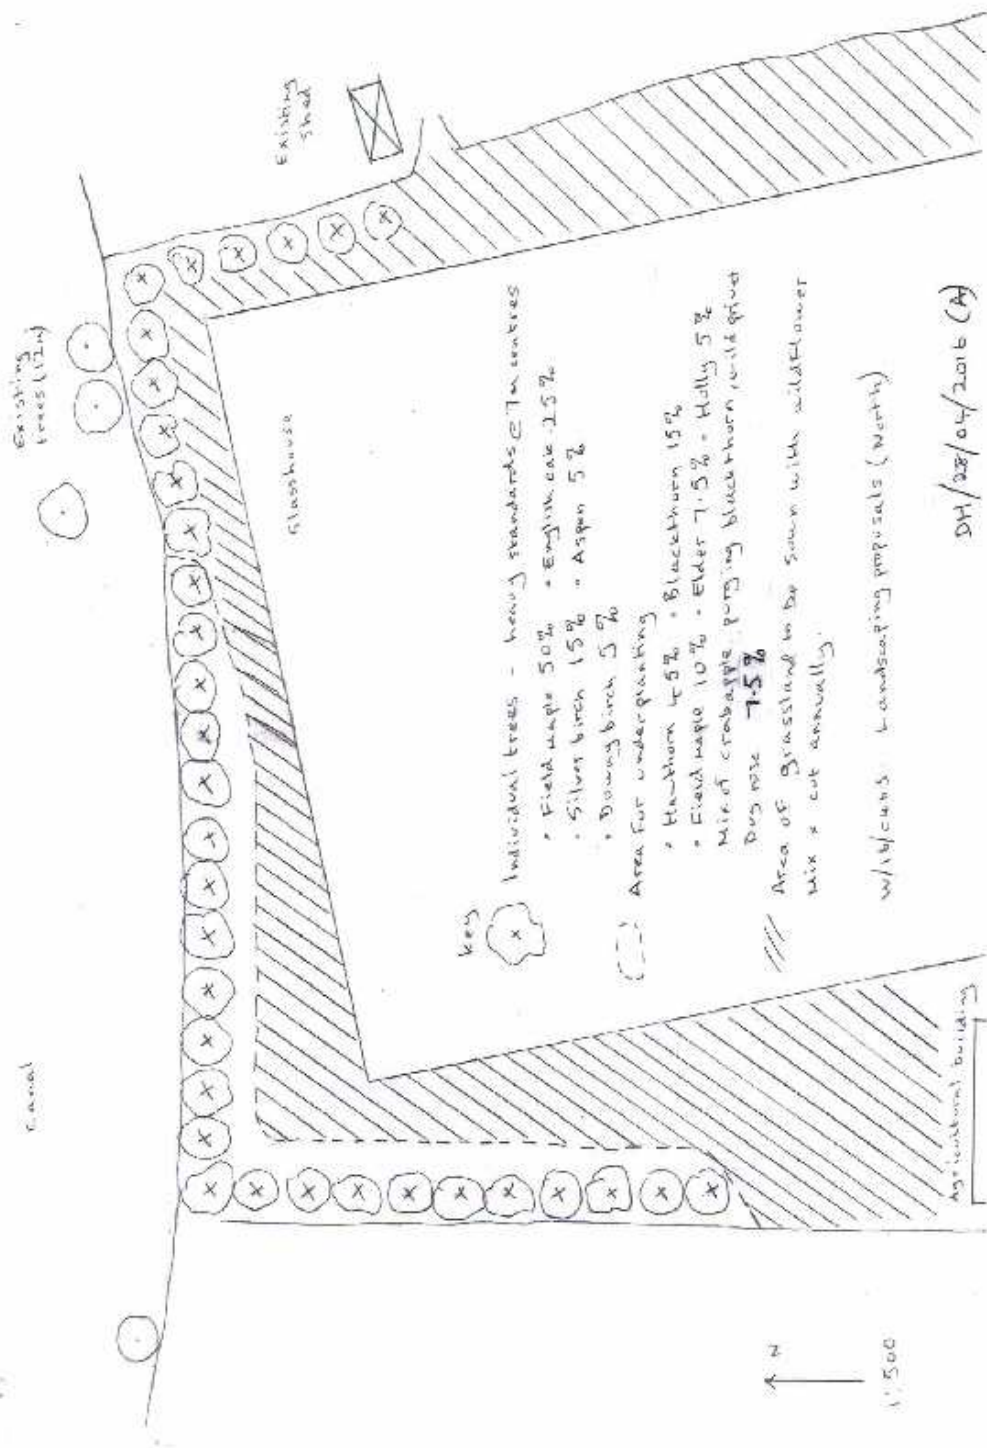 Canal
Existing
trees (12m)
Existing
shed
Glasshouse
Key
x Individual trees - heavy standards @ 7m centres
• Field maple 50% • English oak 25%
• Silver birch 15% • Aspen 5%
• Downy birch 5%
Area for underplanting
• Hawthorn 45% • Blackthorn 15%
• Field maple 10% • Elder 7.5% • Holly 5%
Mix of crabapple, purging blackthorn, wild privet
Dog rose 7.5%
Area of grassland to be sown with wildflower
mix & cut annually.
Landscaping proposals (North)
DH/28/04/2016 (A)
Agricultural building
N
1:500